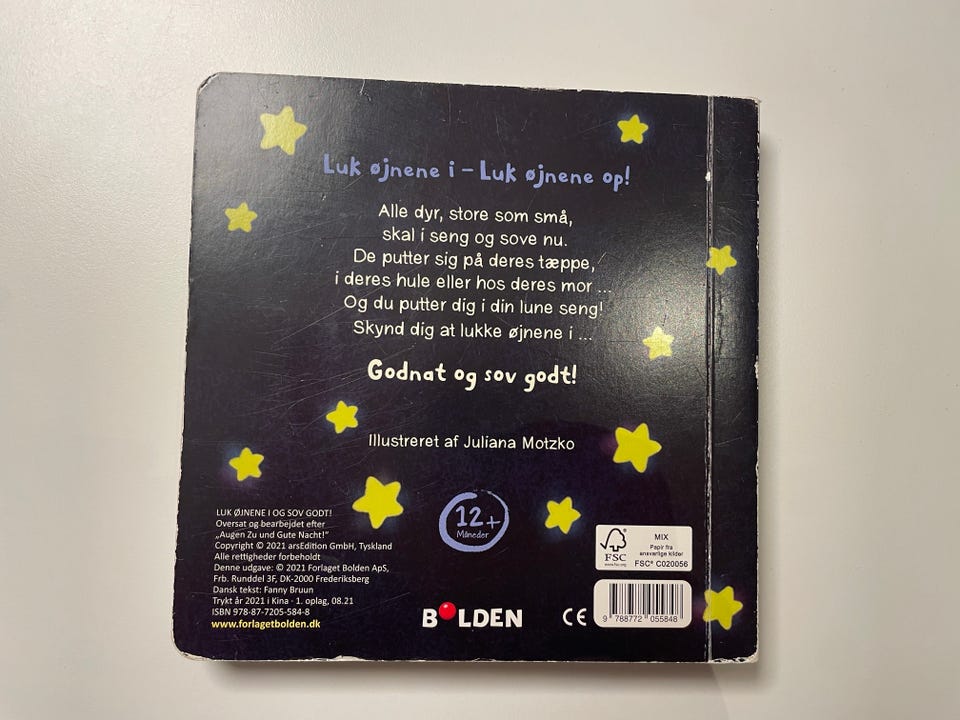 Luk øjnene i – Luk øjnene op!
Alle dyr, store som små,
skal i seng og sove nu.
De putter sig på deres tæppe,
i deres hule eller hos deres mor ...
Og du putter dig i din lune seng!
Skynd dig at lukke øjnene i ...
Godnat og sov godt!
Illustreret af Juliana Motzko
LUK ØJNENE I OG SOV GODT!
Oversat og bearbejdet efter
„Augen Zu und Gute Nacht!"
Copyright © 2021 arsEdition GmbH, Tyskland
Alle rettigheder forbeholdt
Denne udgave: © 2021 Forlaget Bolden ApS,
Frb. Runddel 3F, DK-2000 Frederiksberg
Dansk tekst: Fanny Bruun
Trykt år 2021 i Kina · 1. oplag, 08.21
ISBN 978-87-7205-584-8
www.forlagetbolden.dk
12+
Måneder
BOLDEN
CE
FSC
www.fsc.org
MIX
Papir fra
ansvarlige kilder
FSC® C020056
9 788772 055848